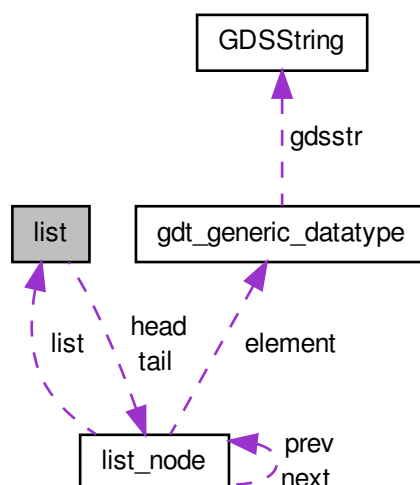 GDSString
gdsstr
list
gdt_generic_datatype
list
head
tail
element
list_node
prev
next